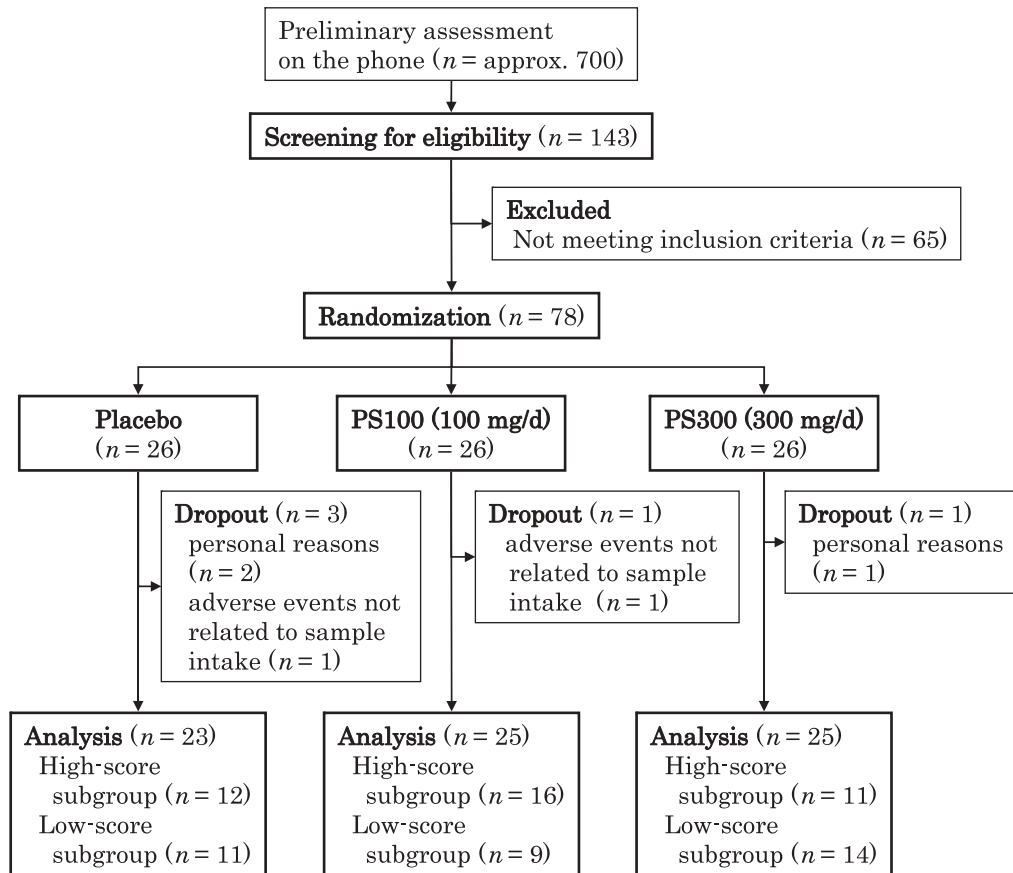 Preliminary assessment
on the phone (n = approx. 700)
Screening for eligibility (n = 143)
Excluded
Not meeting inclusion criteria (n = 65)
Randomization (n = 78)
Placebo
(n = 26)
PS100 (100 mg/d)
(n = 26)
PS300 (300 mg/d)
(n = 26)
Dropout (n = 3)
personal reasons
(n = 2)
adverse events not
related to sample
intake (n = 1)
Dropout (n = 1)
adverse events not
related to sample
intake (n = 1)
Dropout (n = 1)
personal reasons
(n = 1)
Analysis (n = 23)
High-score
subgroup (n = 12)
Low-score
subgroup (n = 11)
Analysis (n = 25)
High-score
subgroup (n = 16)
Low-score
subgroup (n = 9)
Analysis (n = 25)
High-score
subgroup (n = 11)
Low-score
subgroup (n = 14)